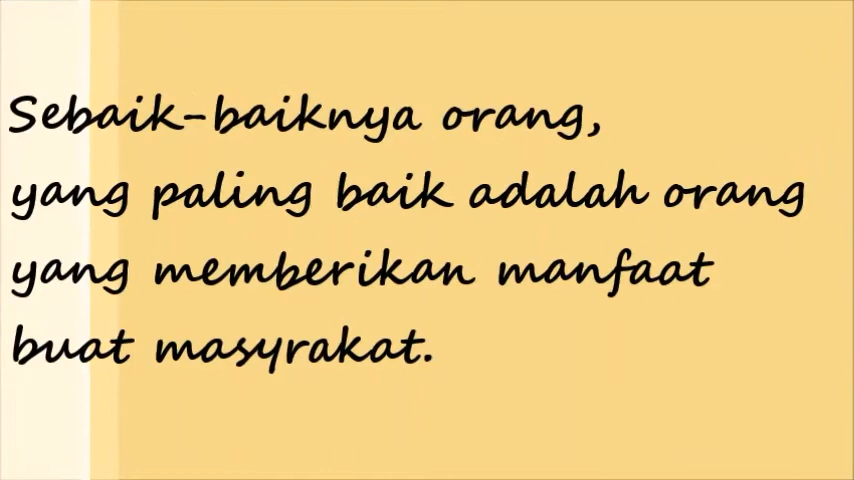 Sebaik-baiknya orang,
yang paling baik adalah orang
yang memberikan manfaat
buat masyrakat.